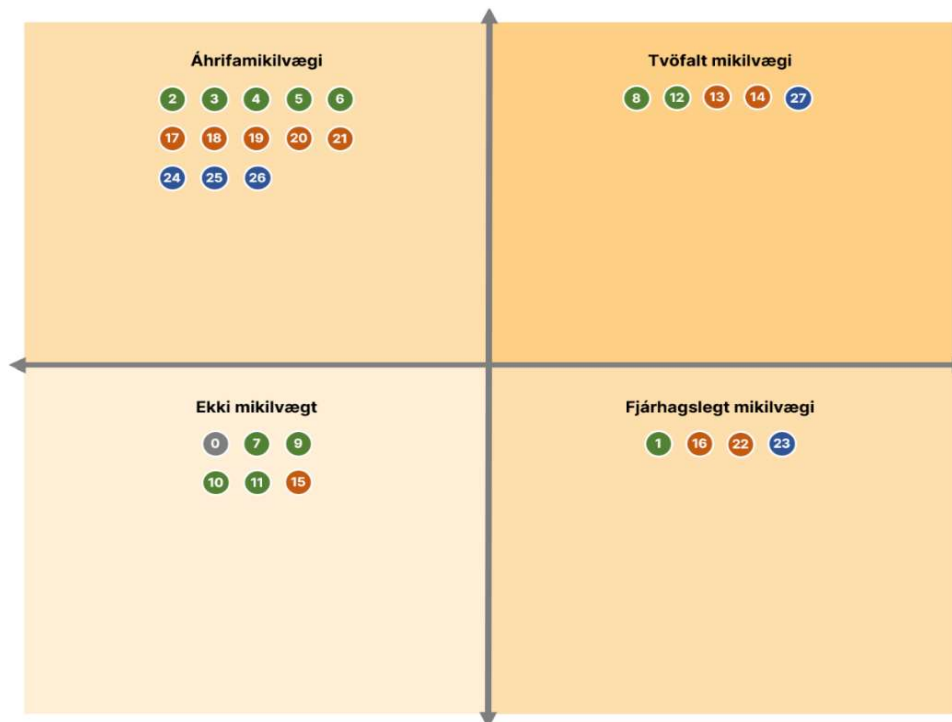 Áhrifamikilvægi
2 3 4 5 6
17 18 19 20 21
24 25 26
Tvöfalt mikilvægi
8 12 13 14 27
Ekki mikilvægt
0 7 9
10 11 15
Fjárhagslegt mikilvægi
1 16 22 23